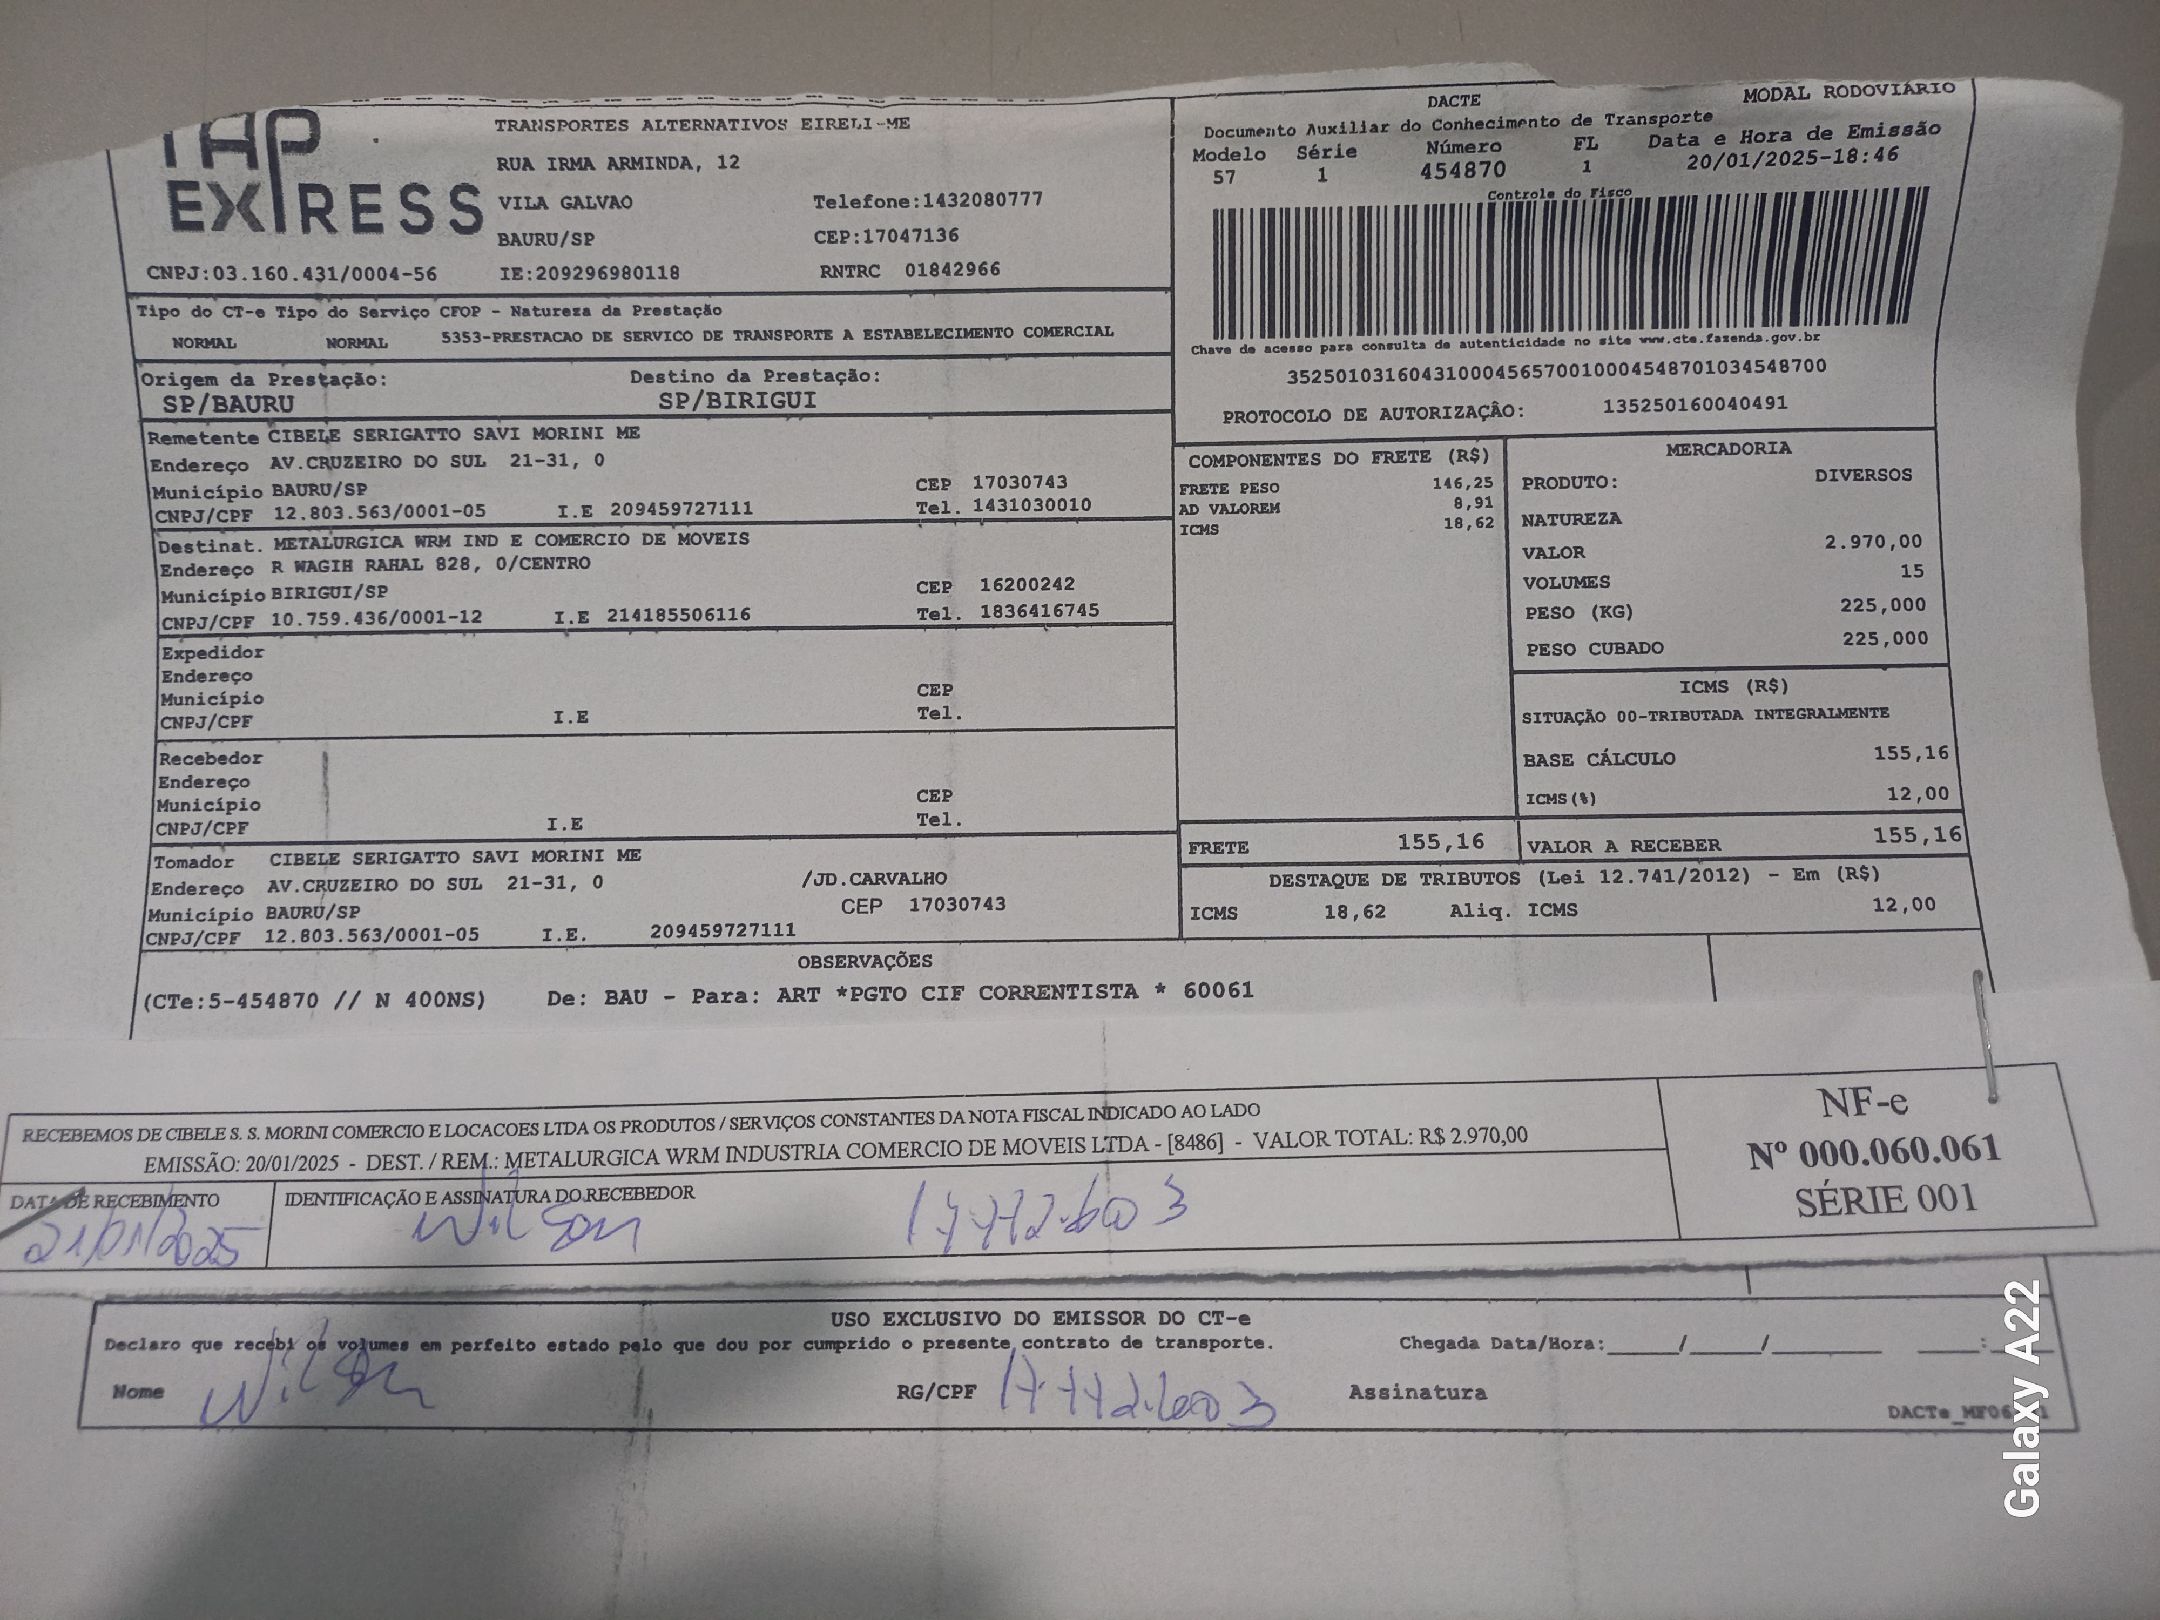 TAP
EXPRESS
TRANSPORTES ALTERNATIVOS EIRELI-ME
RUA IRMA ARMINDA, 12
VILA GALVAO Telefone:1432080777
BAURU/SP CEP:17047136
CNPJ:03.160.431/0004-56 IE:209296980118 RNTRC 01842966
DACTE MODAL RODOVIÁRIO
Documento Auxiliar do Conhecimento de Transporte
Modelo Série Número FL Data e Hora de Emissão
57 1 454870 1 20/01/2025-18:46
Controle do Fisco
Chave de acesso para consulta de autenticidade no site www.cte.fazenda.gov.br
35250103160431000456570010004548701034548700
PROTOCOLO DE AUTORIZAÇÃO: 135250160040491
Tipo do CT-e Tipo do Serviço CFOP - Natureza da Prestação
NORMAL NORMAL 5353-PRESTACAO DE SERVICO DE TRANSPORTE A ESTABELECIMENTO COMERCIAL
Origem da Prestação: Destino da Prestação:
SP/BAURU SP/BIRIGUI
Remetente CIBELE SERIGATTO SAVI MORINI ME
Endereço AV.CRUZEIRO DO SUL 21-31, 0
Município BAURU/SP CEP 17030743
CNPJ/CPF 12.803.563/0001-05 I.E 209459727111 Tel. 1431030010
Destinat. METALURGICA WRM IND E COMERCIO DE MOVEIS
Endereço R WAGIH RAHAL 828, 0/CENTRO
Município BIRIGUI/SP CEP 16200242
CNPJ/CPF 10.759.436/0001-12 I.E 214185506116 Tel. 1836416745
Expedidor
Endereço
Município CEP
CNPJ/CPF I.E Tel.
Recebedor
Endereço
Município CEP
CNPJ/CPF I.E Tel.
Tomador CIBELE SERIGATTO SAVI MORINI ME
Endereço AV.CRUZEIRO DO SUL 21-31, 0 /JD.CARVALHO
Município BAURU/SP CEP 17030743
CNPJ/CPF 12.803.563/0001-05 I.E. 209459727111
COMPONENTES DO FRETE (R$)
FRETE PESO 146,25
AD VALOREM 8,91
ICMS 18,62
MERCADORIA
PRODUTO: DIVERSOS
NATUREZA
VALOR 2.970,00
VOLUMES 15
PESO (KG) 225,000
PESO CUBADO 225,000
ICMS (R$)
SITUAÇÃO 00-TRIBUTADA INTEGRALMENTE
BASE CÁLCULO 155,16
ICMS(%) 12,00
FRETE 155,16 VALOR A RECEBER 155,16
DESTAQUE DE TRIBUTOS (Lei 12.741/2012) - Em (R$)
ICMS 18,62 Aliq. ICMS 12,00
OBSERVAÇÕES
(CTe:5-454870 // N 400NS) De: BAU - Para: ART *PGTO CIF CORRENTISTA * 60061
RECEBEMOS DE CIBELE S. S. MORINI COMERCIO E LOCACOES LTDA OS PRODUTOS / SERVIÇOS CONSTANTES DA NOTA FISCAL INDICADO AO LADO
EMISSÃO: 20/01/2025 - DEST. / REM.: METALURGICA WRM INDUSTRIA COMERCIO DE MOVEIS LTDA - [8486] - VALOR TOTAL: R$ 2.970,00
DATA DE RECEBIMENTO IDENTIFICAÇÃO E ASSINATURA DO RECEBEDOR
21/01/2025 Wilson
NF-e
Nº 000.060.061
SÉRIE 001
USO EXCLUSIVO DO EMISSOR DO CT-e
Declaro que recebi os volumes em perfeito estado pelo que dou por cumprido o presente contrato de transporte. Chegada Data/Hora:_____/_____/________ ____:____
Nome Wilson RG/CPF Assinatura
Galaxy A22